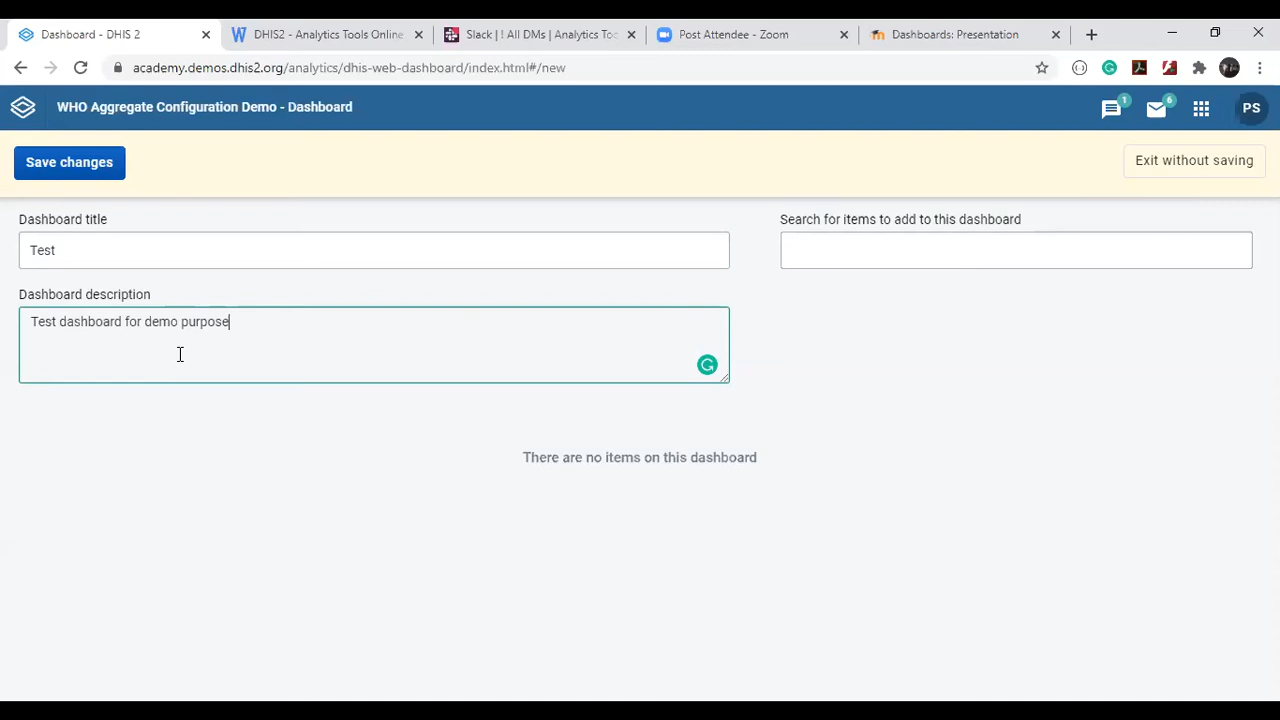 Dashboard - DHIS 2
DHIS2 - Analytics Tools Online
Slack | ! All DMs | Analytics Too
Post Attendee - Zoom
Dashboards: Presentation
academy.demos.dhis2.org/analytics/dhis-web-dashboard/index.html#/new
WHO Aggregate Configuration Demo - Dashboard
1
6
PS
Save changes
Exit without saving
Dashboard title
Search for items to add to this dashboard
Test
Dashboard description
Test dashboard for demo purpose
There are no items on this dashboard